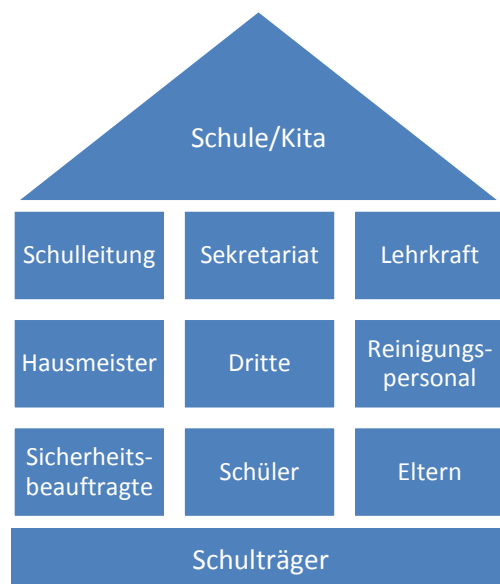 Schule/Kita
Schulleitung
Sekretariat
Lehrkraft
Hausmeister
Dritte
Reinigungs-
personal
Sicherheits-
beauftragte
Schüler
Eltern
Schulträger